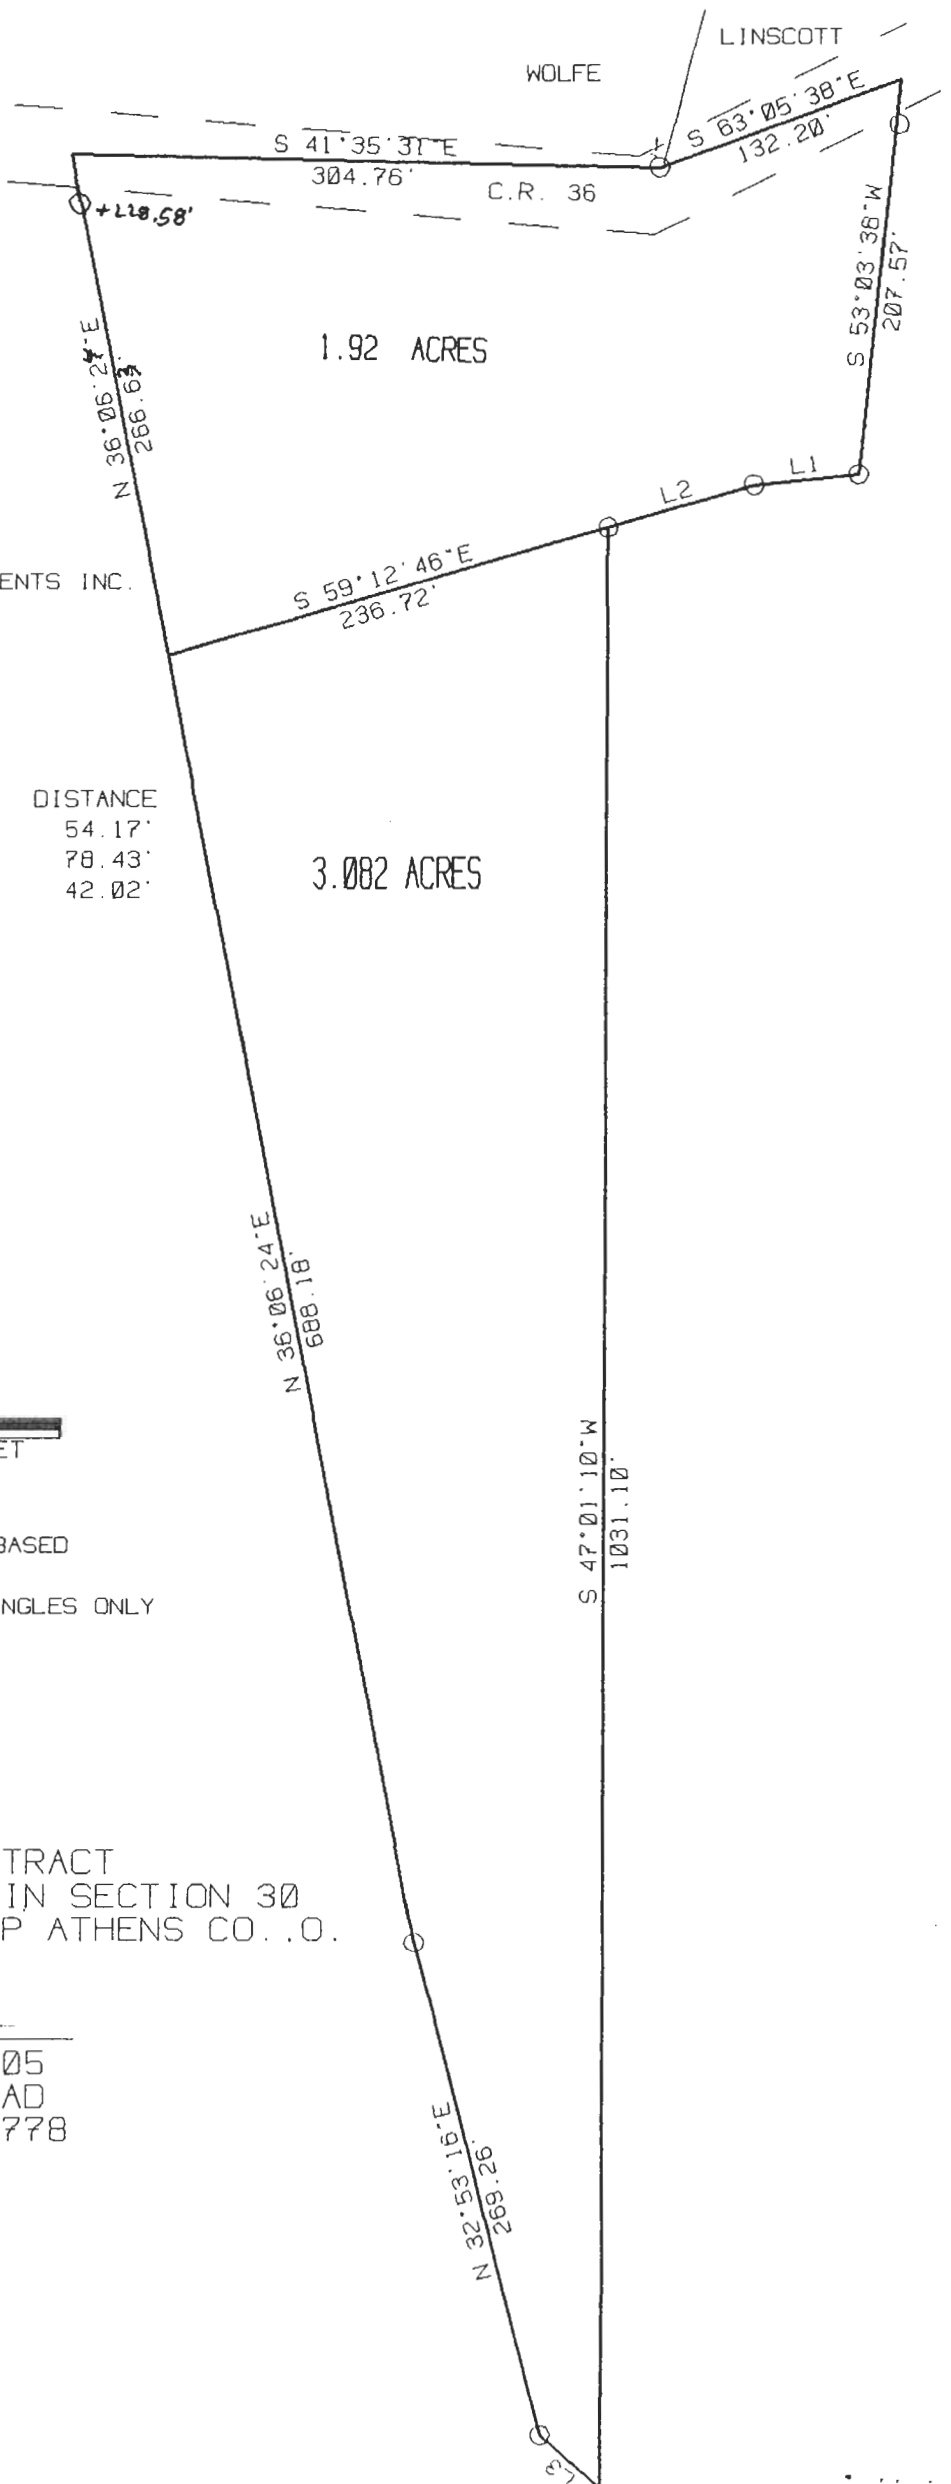 LINSCOTT
WOLFE
S 63°05'38"E
132.20'
S 41°35'31"E
304.76'
C.R. 36
+228.58'
S 53°03'38"W
207.57'
1.92 ACRES
N 36°06'24"E
266.63'
L1
L2
ENTS INC.
S 59°12'46"E
236.72'
DISTANCE
54.17'
78.43'
42.02'
3.082 ACRES
N 36°06'24"E
688.18'
ET
S 47°10'10"W
1031.10'
BASED
NGLES ONLY
TRACT
IN SECTION 30
P ATHENS CO.,O.
05
AD
778
N 32°53'16"E
269.26'
L3